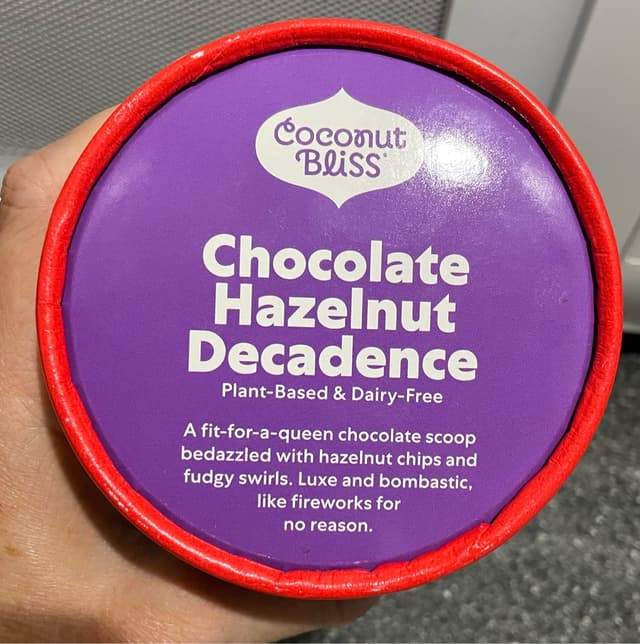 Coconut
Bliss
Chocolate
Hazelnut
Decadence
Plant-Based & Dairy-Free
A fit-for-a-queen chocolate scoop
bedazzled with hazelnut chips and
fudgy swirls. Luxe and bombastic,
like fireworks for
no reason.